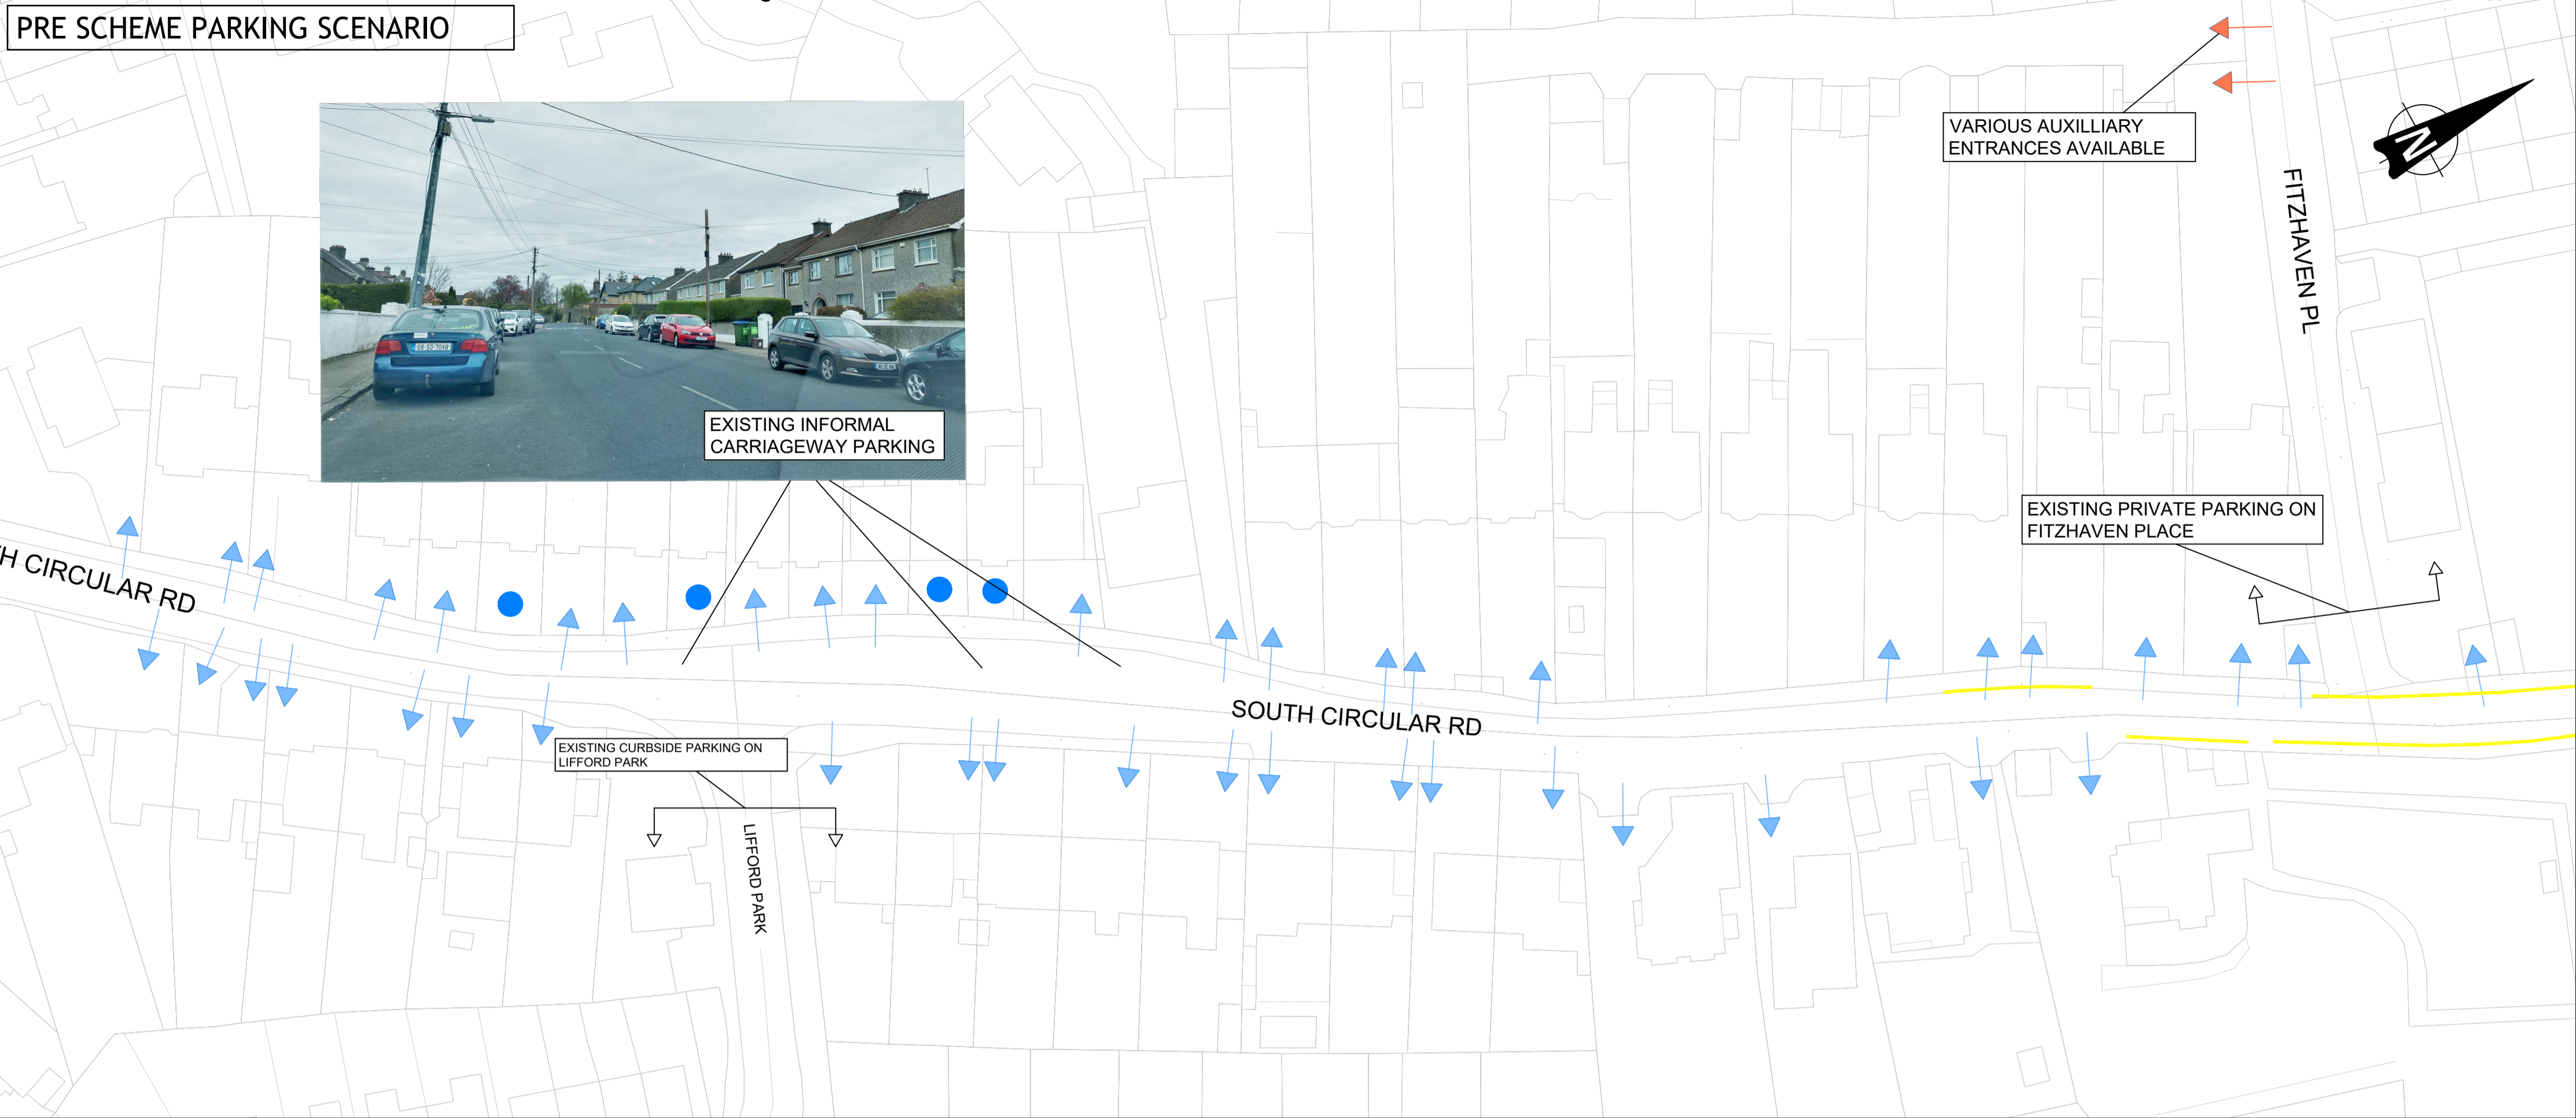 PRE SCHEME PARKING SCENARIO
VARIOUS AUXILLIARY
ENTRANCES AVAILABLE
N
FITZHAVEN PL
EXISTING INFORMAL
CARRIAGEWAY PARKING
EXISTING PRIVATE PARKING ON
FITZHAVEN PLACE
TH CIRCULAR RD
SOUTH CIRCULAR RD
EXISTING CURBSIDE PARKING ON
LIFFORD PARK
LIFFORD PARK